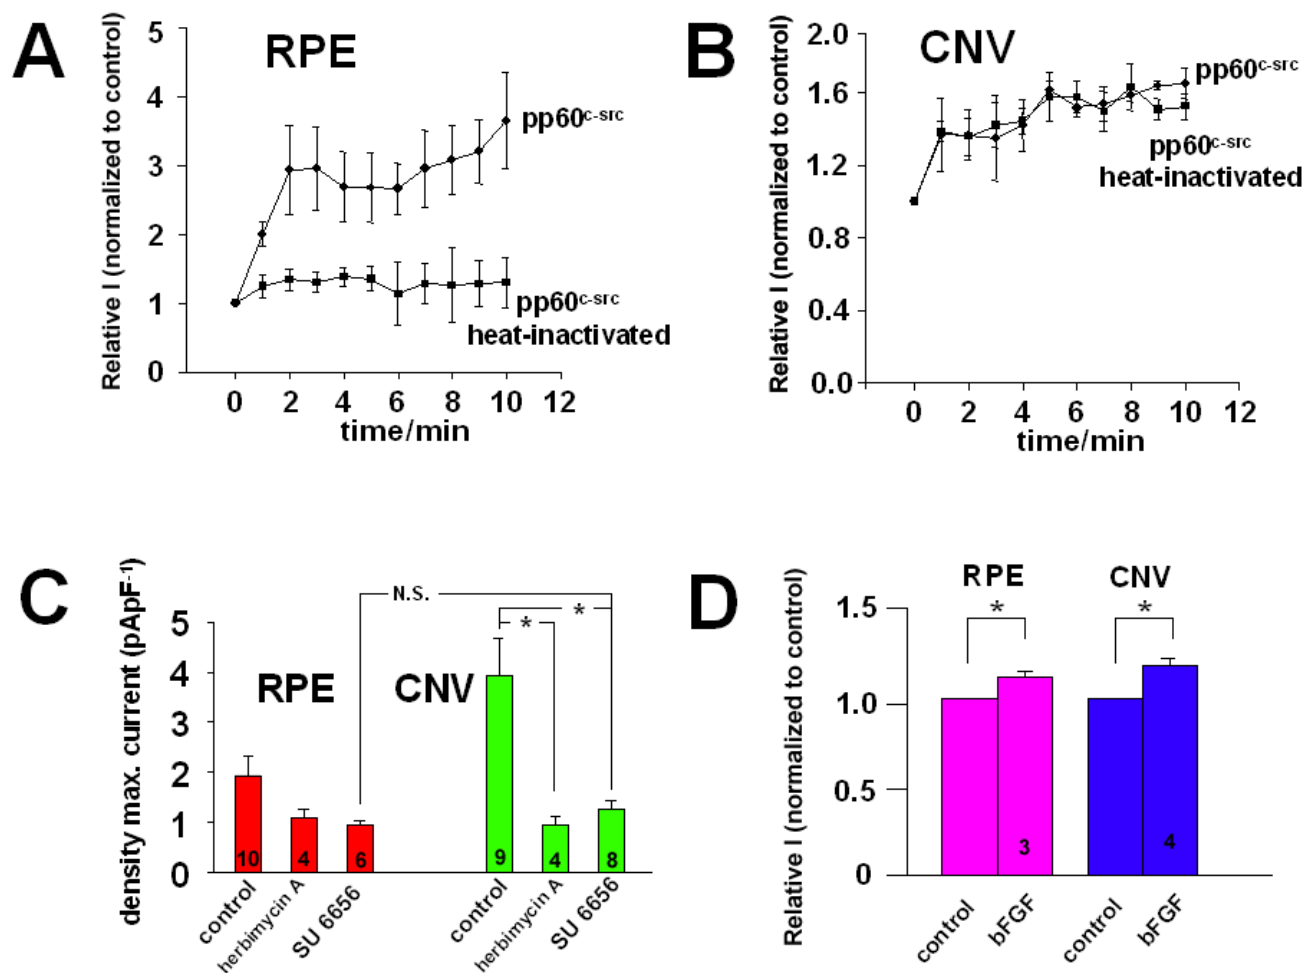 A
RPE
Relative I (normalized to control)
5
4
3
2
1
0
pp60c-src
pp60c-src
heat-inactivated
0 2 4 6 8 10 12
time/min
B
CNV
Relative I (normalized to control)
2.0
1.6
1.2
0.8
0.4
0.0
pp60c-src
pp60c-src
heat-inactivated
0 2 4 6 8 10 12
time/min
C
density max. current (pApF-1)
5
4
3
2
1
0
N.S.
* *
RPE CNV
10 4 6 9 4 8
control herbimycin A SU 6656 control herbimycin A SU 6656
D
Relative I (normalized to control)
RPE CNV
* *
1.5
1.0
0.5
0
3 4
control bFGF control bFGF